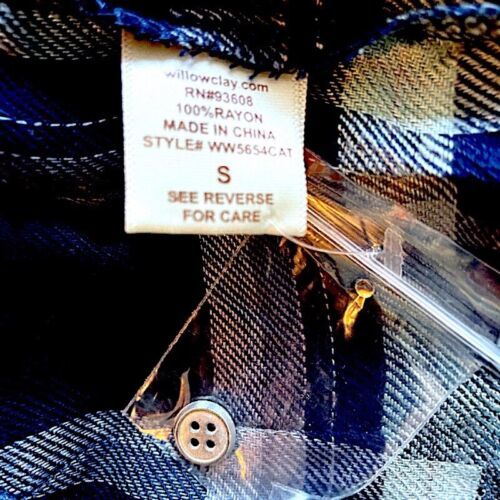 willowclay.com
RN#93608
100%RAYON
MADE IN CHINA
STYLE# WW5654CAT
S
SEE REVERSE
FOR CARE